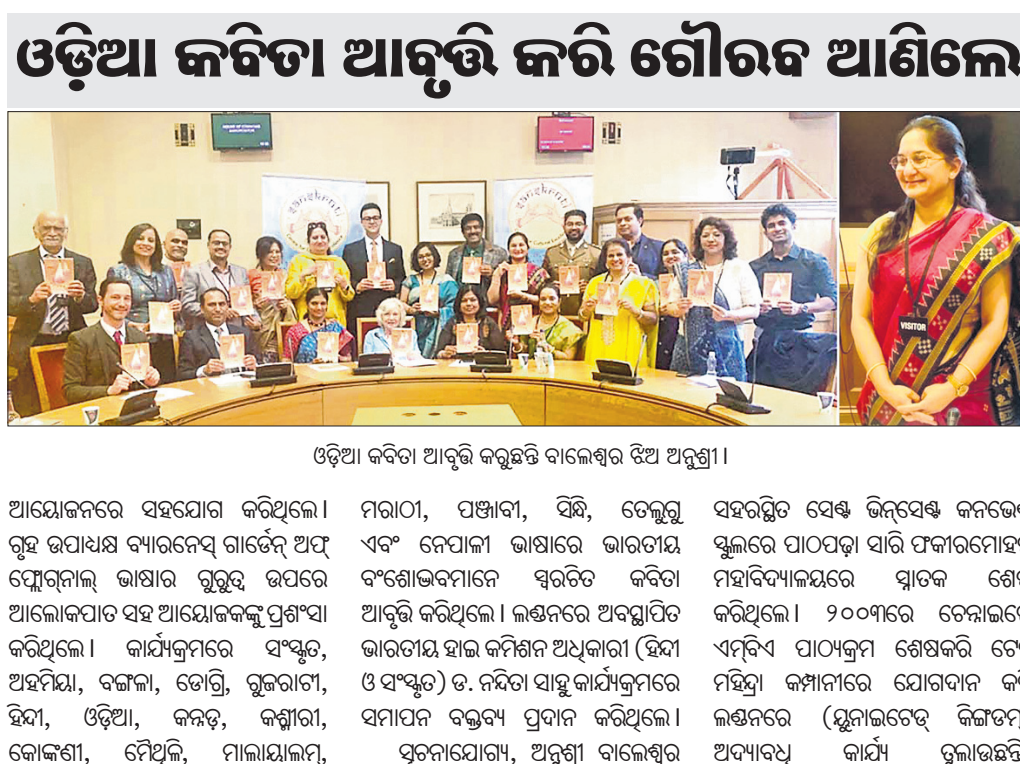 ଓଡ଼ିଆ କବିତା ଆବୃତ୍ତି କରି ଗୌରବ ଆଣିଲେ
VISITOR
ଓଡ଼ିଆ କବିତା ଆବୃତ୍ତି କରୁଛନ୍ତି ବାଲେଶ୍ୱର ଝିଅ ଅନୁଶ୍ରୀ।
ଆୟୋଜନରେ ସହଯୋଗ କରିଥିଲେ।
ଗୃହ ଉପାଧ୍ୟକ୍ଷ ବ୍ୟାରନେସ୍ ଗାର୍ଡେନ୍ ଅଫ୍
ଫ୍ଲୋଗ୍‌ନାଲ୍ ଭାଷାର ଗୁରୁତ୍ୱ ଉପରେ
ଆଲୋକପାତ ସହ ଆୟୋଜକଙ୍କୁ ପ୍ରଶଂସା
କରିଥିଲେ। କାର୍ଯ୍ୟକ୍ରମରେ ସଂସ୍କୃତ,
ଅହମିୟା, ବଙ୍ଗଳା, ଡୋଗ୍ରି, ଗୁଜରାଟୀ,
ହିନ୍ଦୀ, ଓଡ଼ିଆ, କନ୍ନଡ଼, କଶ୍ମୀରୀ,
କୋଙ୍କଣୀ, ମୈଥିଳି, ମାଲାୟାଲମ୍,
ମରାଠୀ, ପଞ୍ଜାବୀ, ସିନ୍ଧି, ତେଲୁଗୁ
ଏବଂ ନେପାଳୀ ଭାଷାରେ ଭାରତୀୟ
ବଂଶୋଦ୍ଭବମାନେ ସ୍ୱରଚିତ କବିତା
ଆବୃତ୍ତି କରିଥିଲେ। ଲଣ୍ଡନରେ ଅବସ୍ଥାପିତ
ଭାରତୀୟ ହାଇ କମିଶନ ଅଧିକାରୀ (ହିନ୍ଦୀ
ଓ ସଂସ୍କୃତ) ଡ. ନନ୍ଦିତା ସାହୁ କାର୍ଯ୍ୟକ୍ରମରେ
ସମାପନ ବକ୍ତବ୍ୟ ପ୍ରଦାନ କରିଥିଲେ।
ସୂଚନାଯୋଗ୍ୟ, ଅନୁଶ୍ରୀ ବାଲେଶ୍ୱର
ସହରସ୍ଥିତ ସେଣ୍ଟ ଭିନ୍‌ସେଣ୍ଟ
ସ୍କୁଲରେ ପାଠପଢ଼ା ସାରି
ମହାବିଦ୍ୟାଳୟରେ ସ୍ନାତକ
କରିଥିଲେ। ୨୦୦୩ରେ
ଏମ୍‌ବିଏ ପାଠ୍ୟକ୍ରମ ଶେଷକରି
ମହିନ୍ଦ୍ରା କମ୍ପାନୀରେ ଯୋଗଦାନ
ଲଣ୍ଡନରେ (ୟୁନାଇଟେଡ୍
ଅଦ୍ୟାବଧି କାର୍ଯ୍ୟ